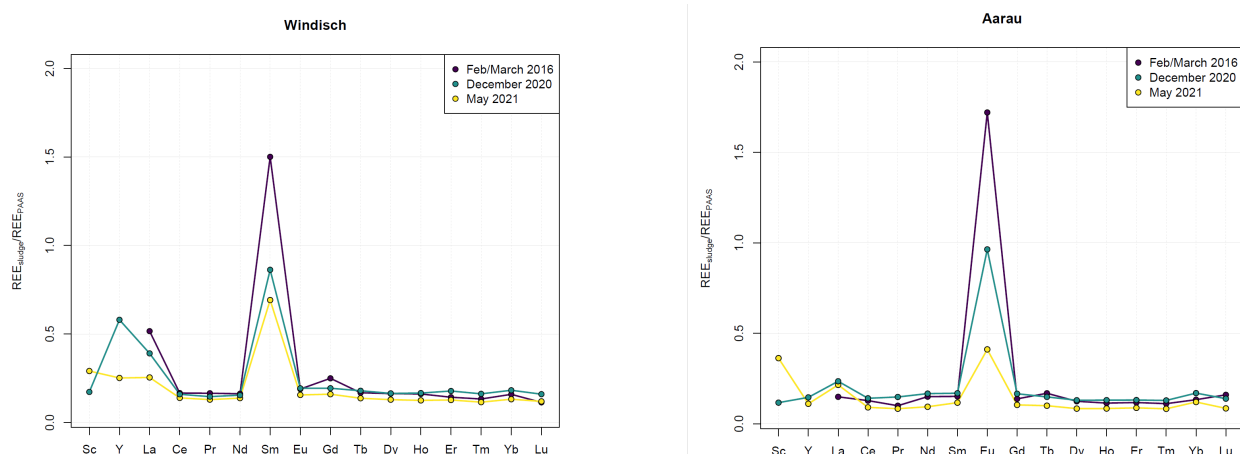 Windisch
Feb/March 2016
December 2020
May 2021
2.0
1.5
1.0
0.5
0.0
REEsludge/REEPAAS
Sc Y La Ce Pr Nd Sm Eu Gd Tb Dy Ho Er Tm Yb Lu
Aarau
Feb/March 2016
December 2020
May 2021
2.0
1.5
1.0
0.5
0.0
REEsludge/REEPAAS
Sc Y La Ce Pr Nd Sm Eu Gd Tb Dy Ho Er Tm Yb Lu